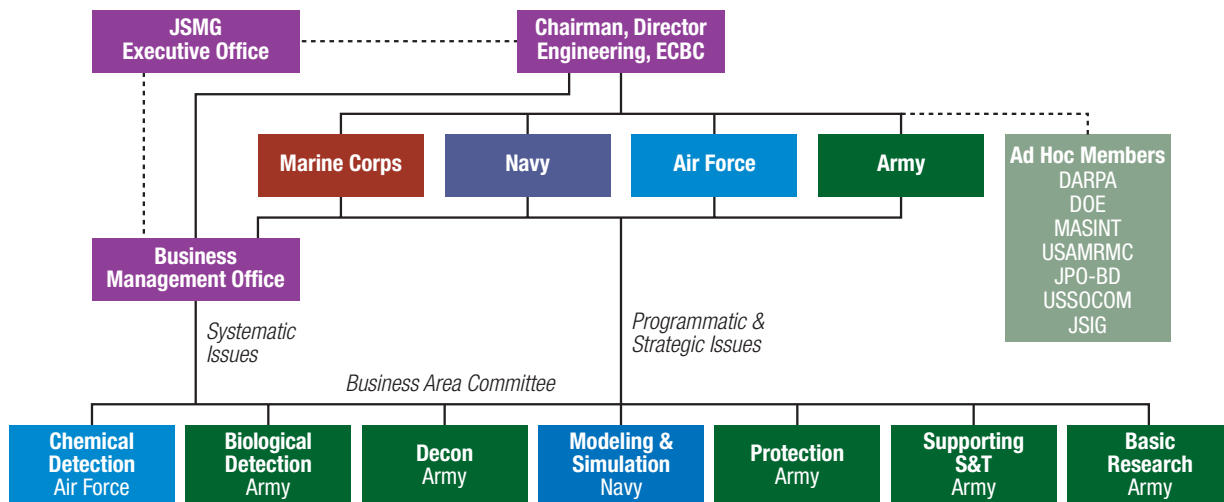 JSMG
Executive Office
Chairman, Director
Engineering, ECBC
Marine Corps
Navy
Air Force
Army
Ad Hoc Members
DARPA
DOE
MASINT
USAMRMC
JPO-BD
USSOCOM
JSIG
Business
Management Office
Systematic
Issues
Programmatic &
Strategic Issues
Business Area Committee
Chemical
Detection
Air Force
Biological
Detection
Army
Decon
Army
Modeling &
Simulation
Navy
Protection
Army
Supporting
S&T
Army
Basic
Research
Army